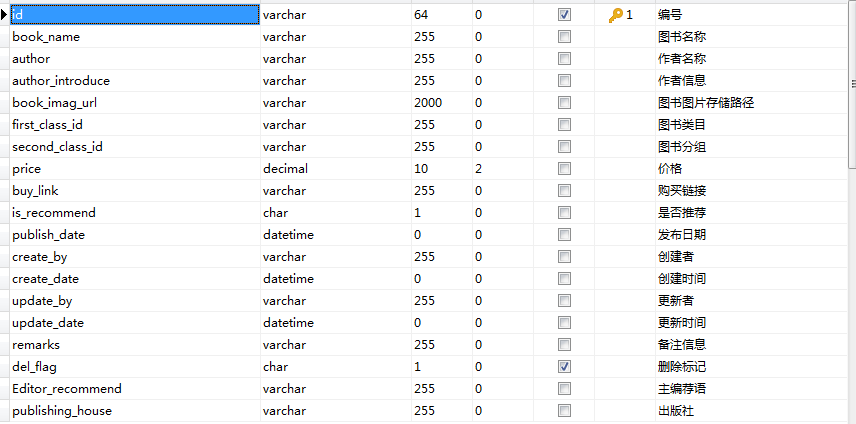 id varchar 64 0 1 编号
book_name varchar 255 0 图书名称
author varchar 255 0 作者名称
author_introduce varchar 255 0 作者信息
book_imag_url varchar 2000 0 图书图片存储路径
first_class_id varchar 255 0 图书类目
second_class_id varchar 255 0 图书分组
price decimal 10 2 价格
buy_link varchar 255 0 购买链接
is_recommend char 1 0 是否推荐
publish_date datetime 0 0 发布日期
create_by varchar 255 0 创建者
create_date datetime 0 0 创建时间
update_by varchar 255 0 更新者
update_date datetime 0 0 更新时间
remarks varchar 255 0 备注信息
del_flag char 1 0 删除标记
Editor_recommend varchar 255 0 主编荐语
publishing_house varchar 255 0 出版社